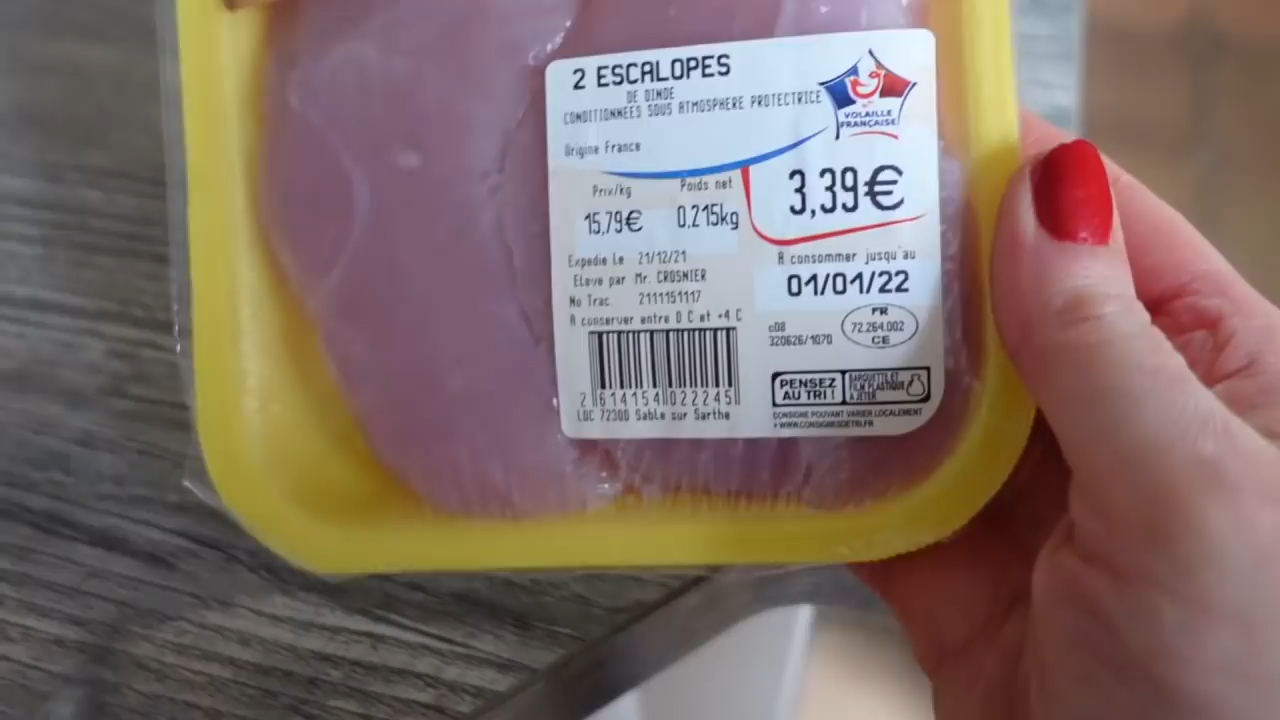 2 ESCALOPES
DE DINDE
CONDITIONNEES SOUS ATMOSPHERE PROTECTRICE
VOLAILLE
FRANÇAISE
Origine France
Prix/kg
Poids net
15,79€
0,215kg
3,39€
Expedie Le 21/12/21
Eleve par Mr. CROSNIER
No Trac. 2111151117
A conserver entre 0 C et +4 C
A consommer jusqu'au
01/01/22
c08
320626/1070
FR
72.264.002
CE
2 614154 022245
LDC 72300 Sable sur Sarthe
PENSEZ
AU TRI !
BARQUETTE ET
FILM PLASTIQUE
À JETER
CONSIGNE POUVANT VARIER LOCALEMENT
> WWW.CONSIGNESDETRI.FR